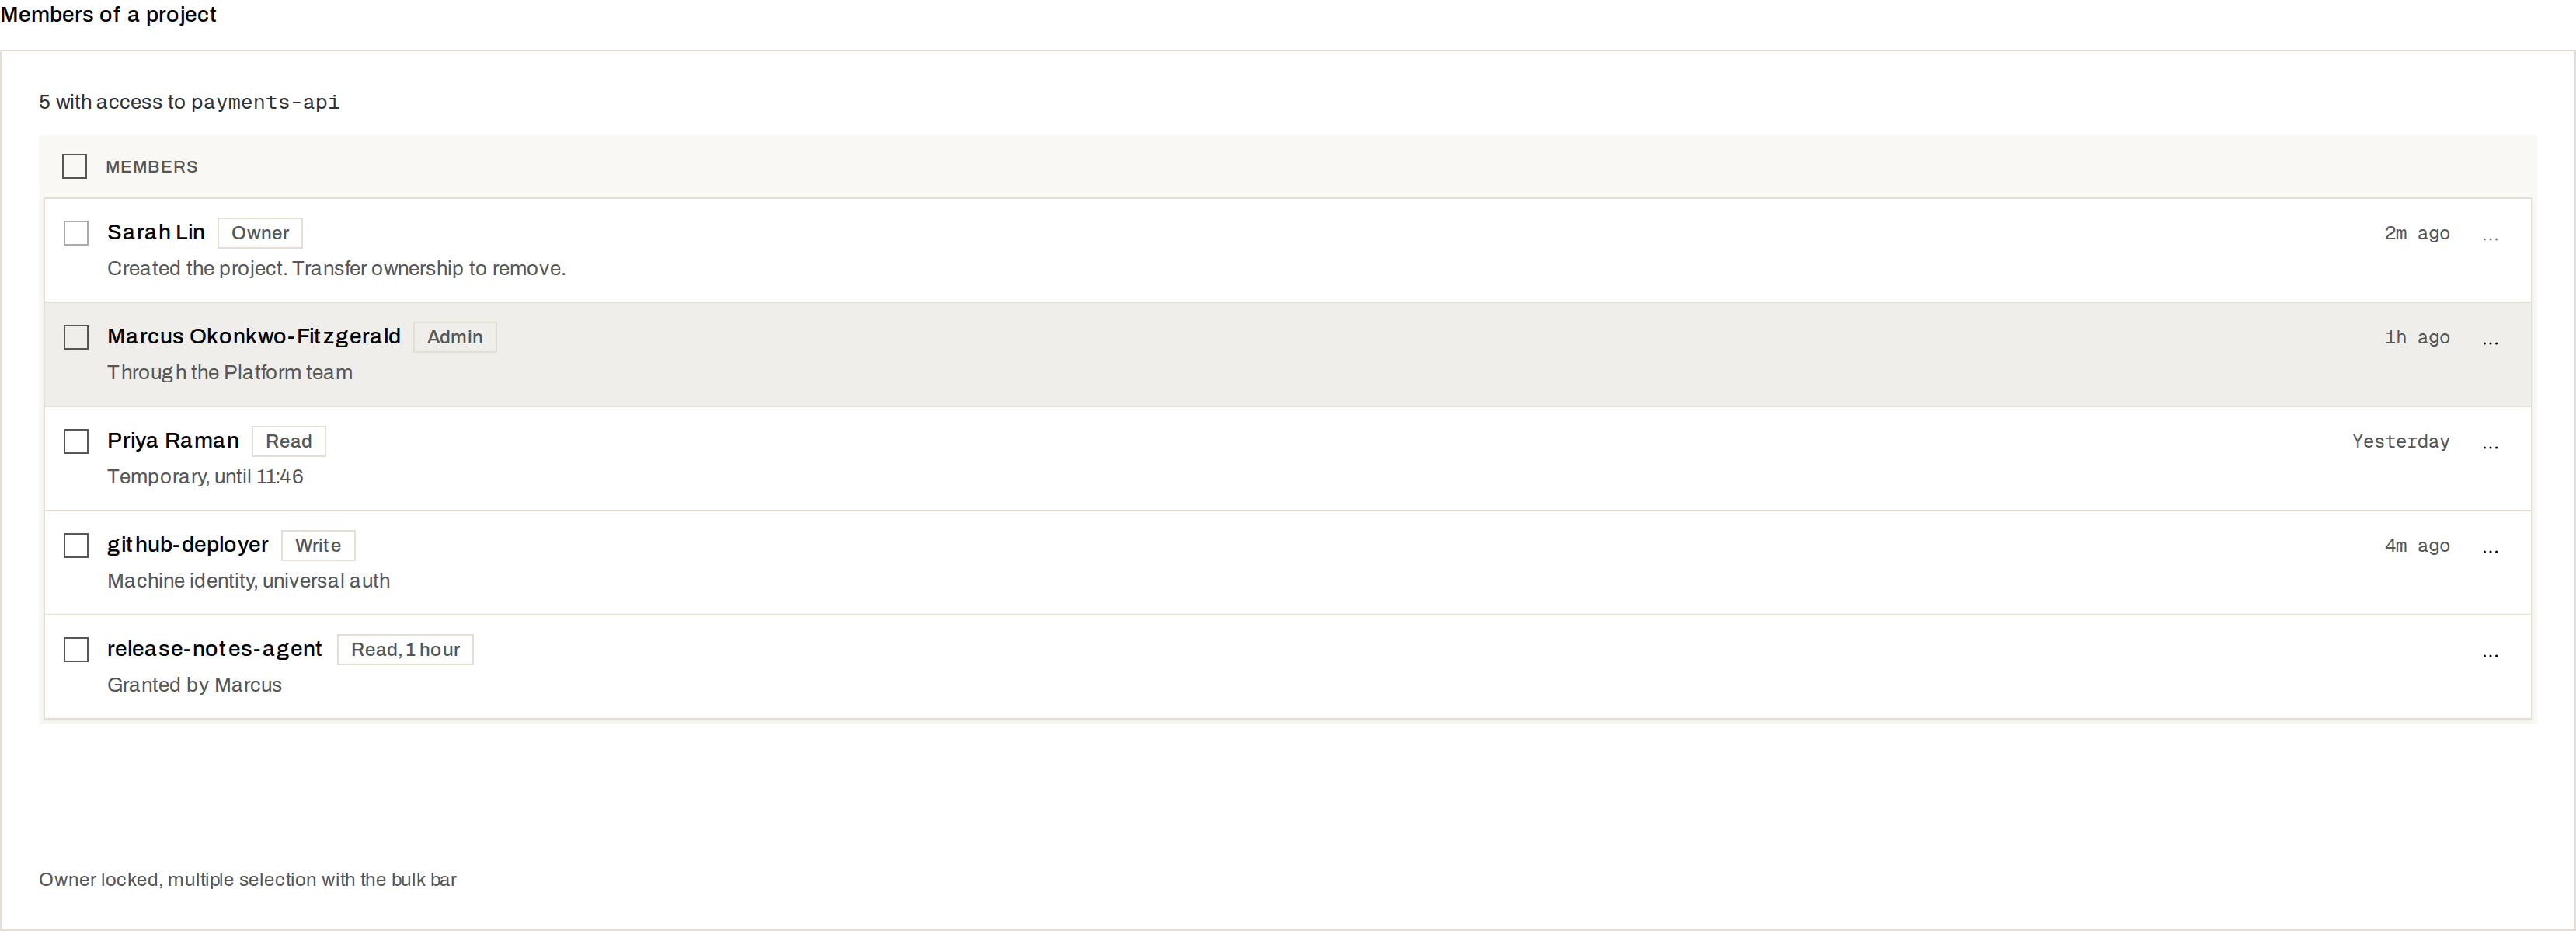 Members of a project
5 with access to payments-api
MEMBERS
Sarah Lin Owner 2m ago ...
Created the project. Transfer ownership to remove.
Marcus Okonkwo-Fitzgerald Admin 1h ago ...
Through the Platform team
Priya Raman Read Yesterday ...
Temporary, until 11:46
github-deployer Write 4m ago ...
Machine identity, universal auth
release-notes-agent Read, 1 hour ...
Granted by Marcus
Owner locked, multiple selection with the bulk bar